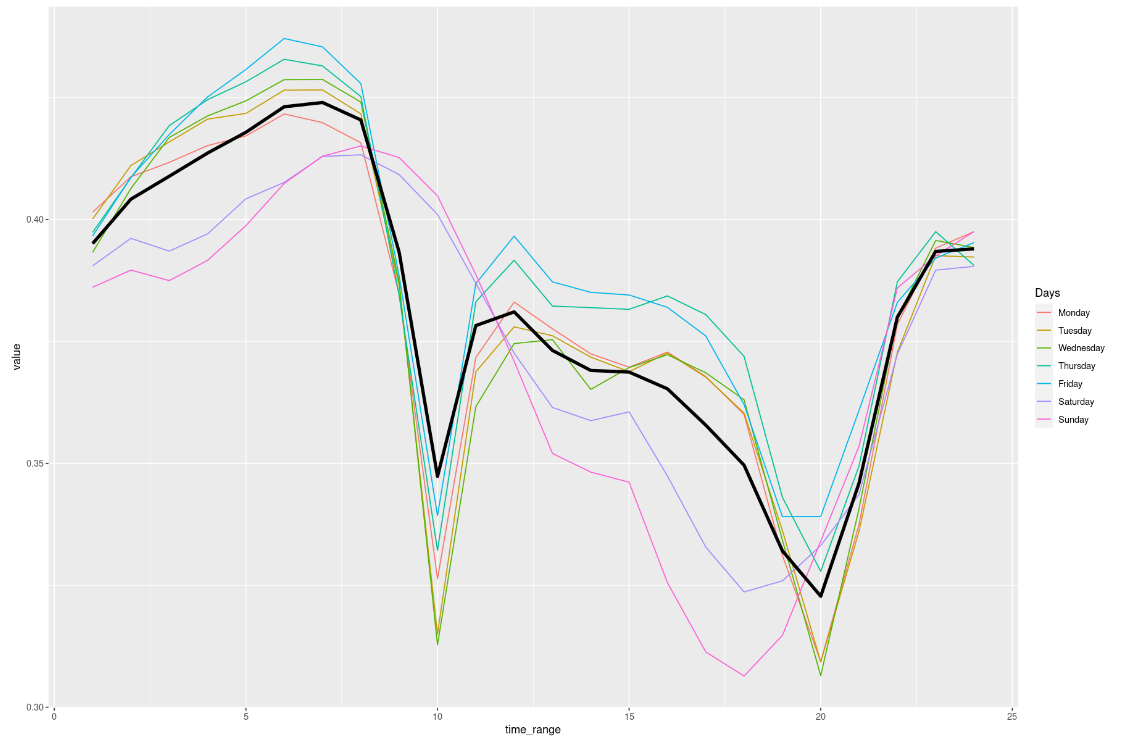 0.40
0.35
0.30
value
0
5
10
15
20
25
time_range
Days
Monday
Tuesday
Wednesday
Thursday
Friday
Saturday
Sunday